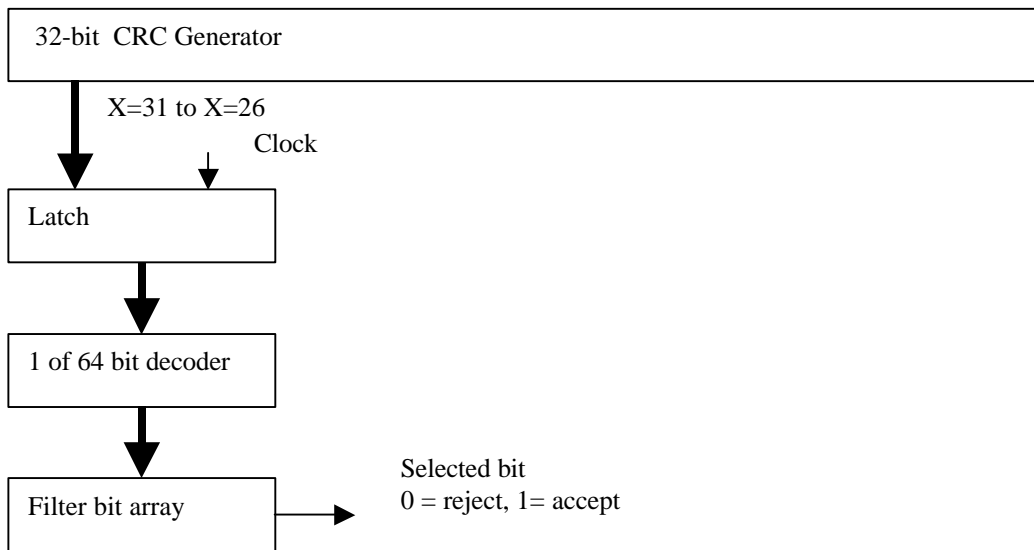 32-bit  CRC Generator
X=31 to X=26
Clock
Latch
1 of 64 bit decoder
Selected bit
0 = reject, 1= accept
Filter bit array